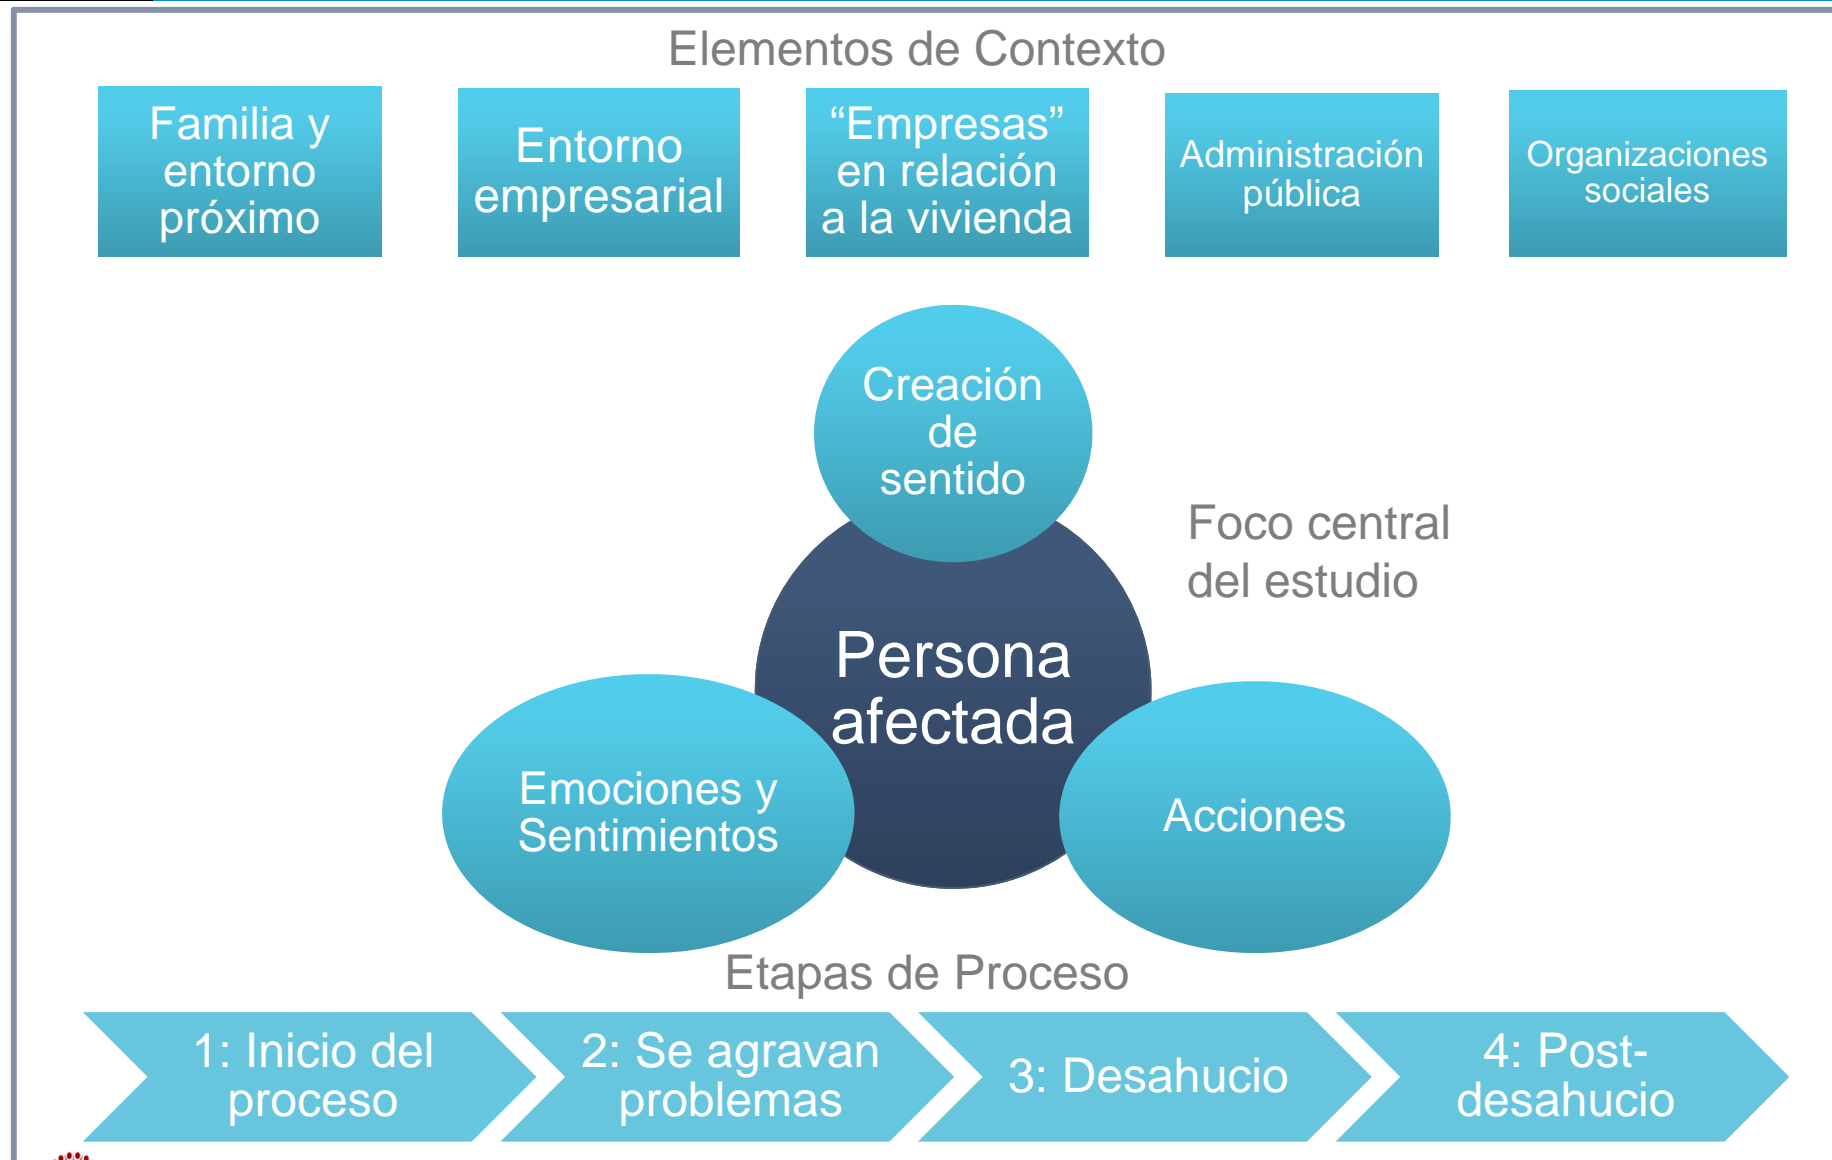 Elementos de Contexto
Familia y
entorno
próximo
Entorno
empresarial
“Empresas”
en relación
a la vivienda
Administración
pública
Organizaciones
sociales
Creación
de
sentido
Foco central
del estudio
Persona
afectada
Emociones y
Sentimientos
Acciones
Etapas de Proceso
1: Inicio del
proceso
2: Se agravan
problemas
3: Desahucio
4: Post-
desahucio